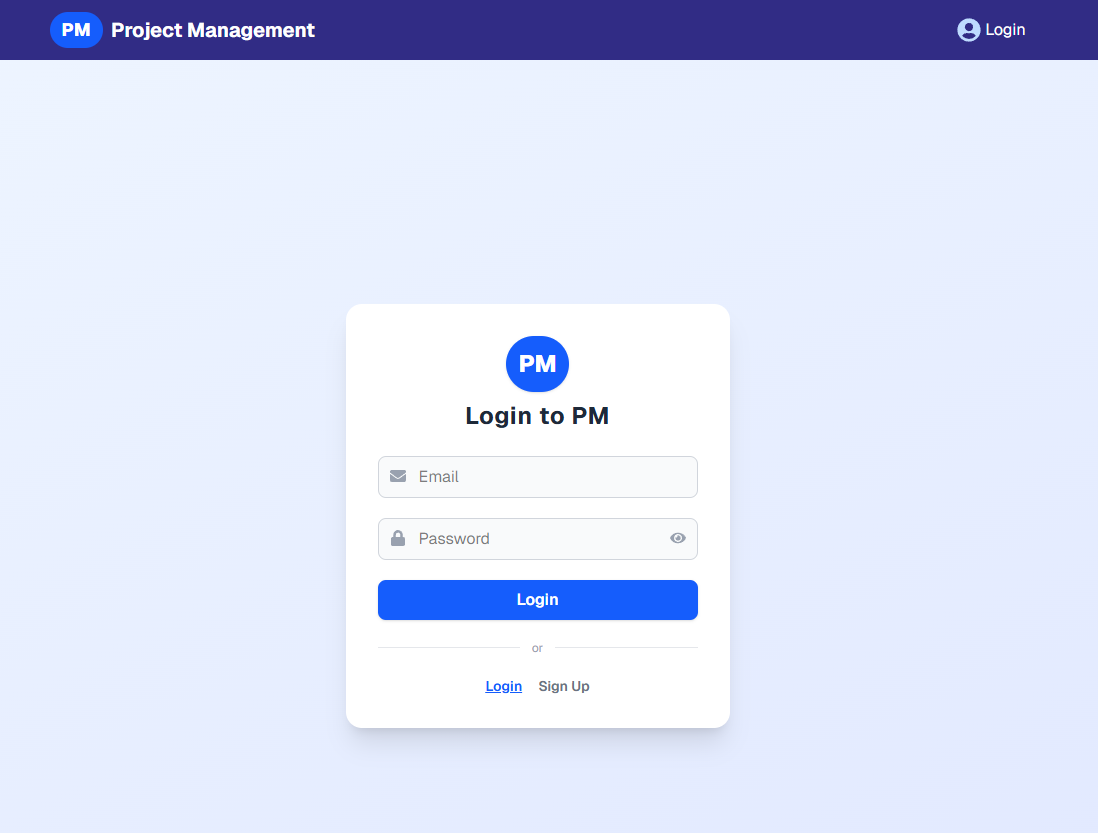 PM Project Management Login
PM
Login to PM
Email
Password
Login
or
Login Sign Up